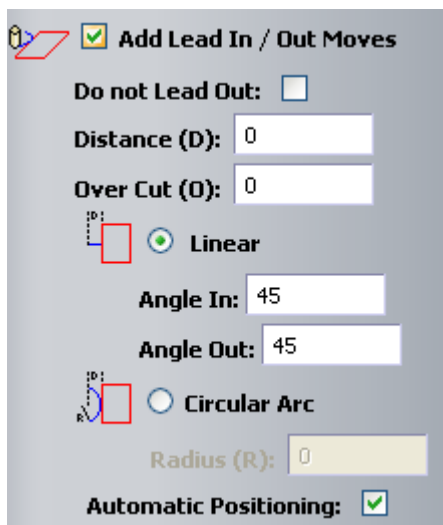 Add Lead In / Out Moves
Do not Lead Out:
Distance (D): 0
Over Cut (O): 0
D
Linear
Angle In: 45
Angle Out: 45
D
R
Circular Arc
Radius (R): 0
Automatic Positioning: